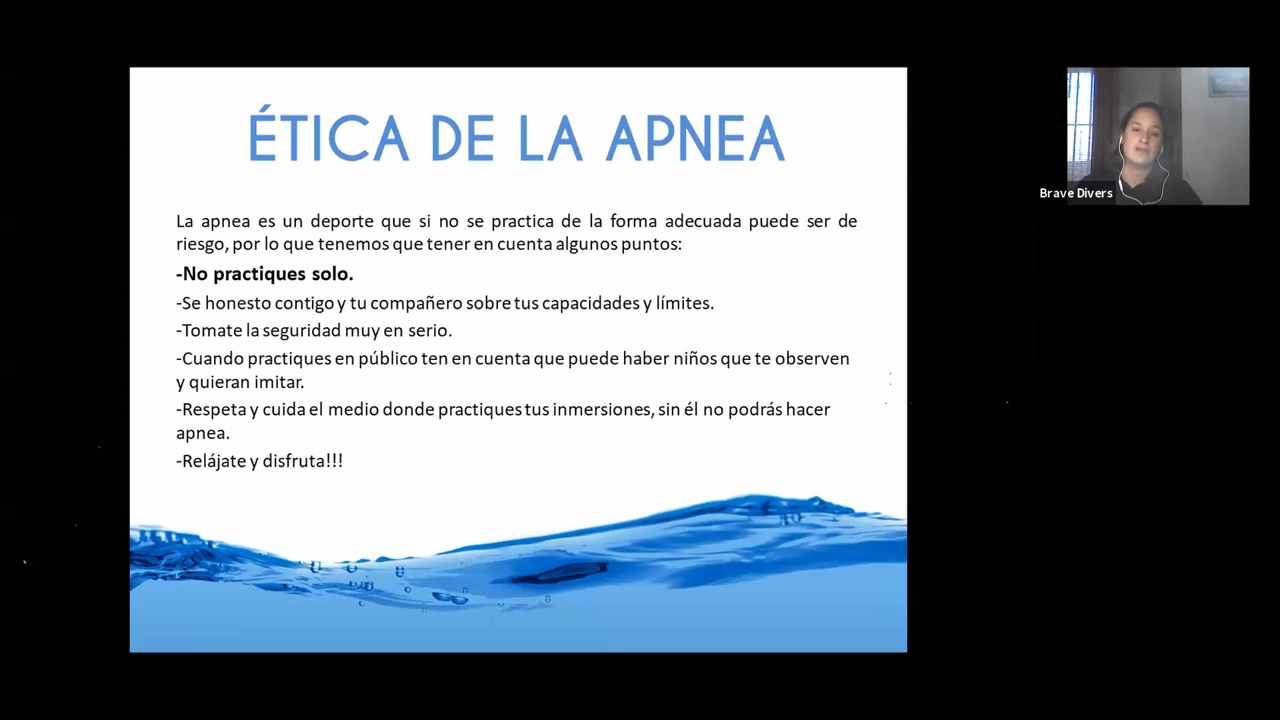 ÉTICA DE LA APNEA
La apnea es un deporte que si no se practica de la forma adecuada puede ser de
riesgo, por lo que tenemos que tener en cuenta algunos puntos:
-No practiques solo.
-Se honesto contigo y tu compañero sobre tus capacidades y límites.
-Tomate la seguridad muy en serio.
-Cuando practiques en público ten en cuenta que puede haber niños que te observen
y quieran imitar.
-Respeta y cuida el medio donde practiques tus inmersiones, sin él no podrás hacer
apnea.
-Relájate y disfruta!!!
Brave Divers